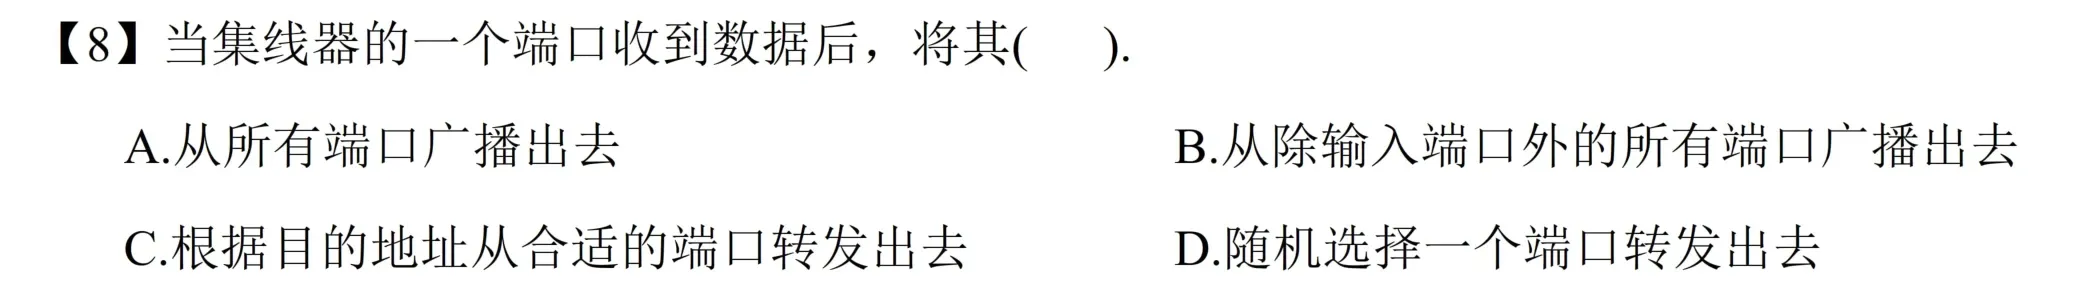 【8】当集线器的一个端口收到数据后，将其(    ).
A.从所有端口广播出去    B.从除输入端口外的所有端口广播出去
C.根据目的地址从合适的端口转发出去    D.随机选择一个端口转发出去